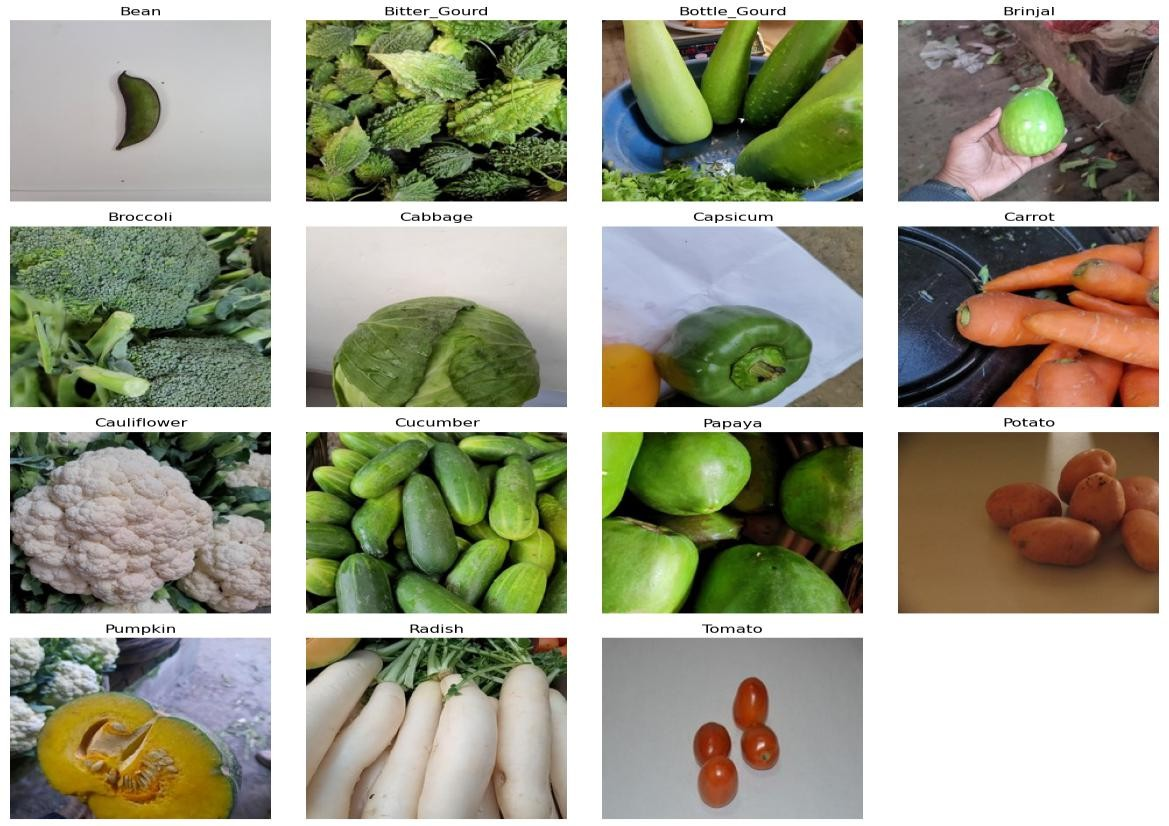 Bean
Bitter_Gourd
Bottle_Gourd
Brinjal
Broccoli
Cabbage
Capsicum
Carrot
Cauliflower
Cucumber
Papaya
Potato
Pumpkin
Radish
Tomato